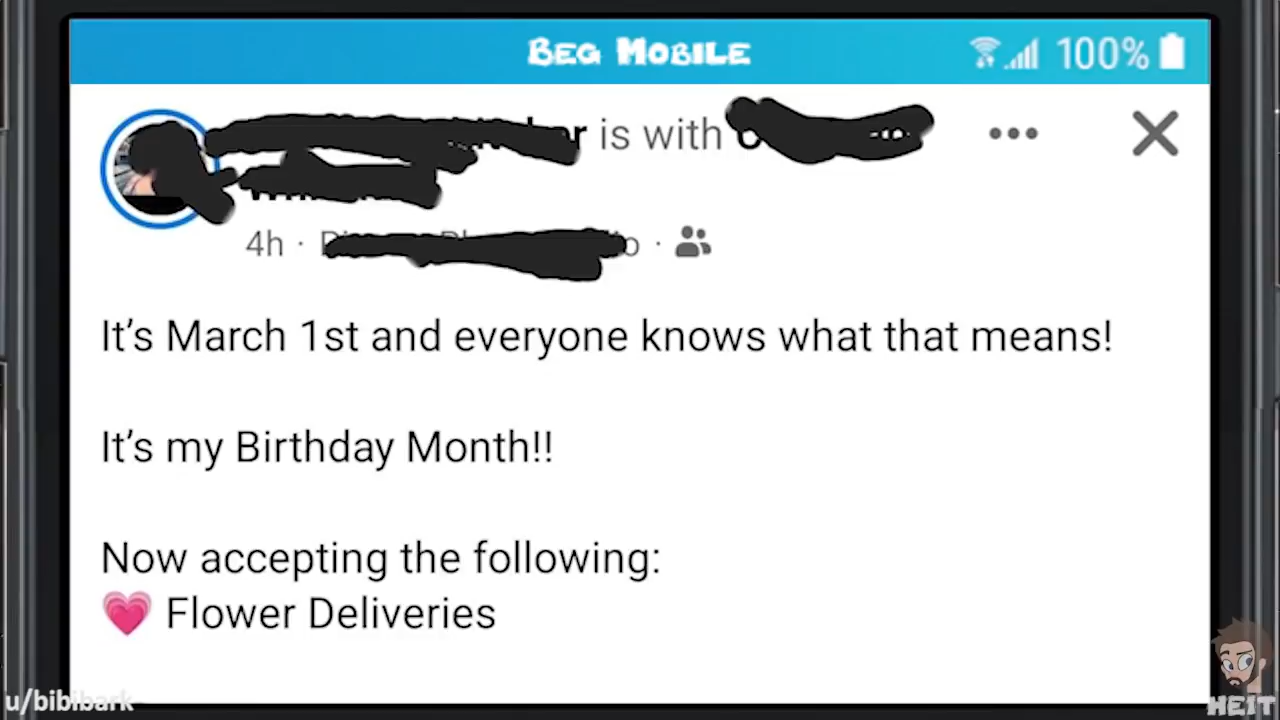 BEG MOBILE
100%
is with
4h ·
It’s March 1st and everyone knows what that means!
It’s my Birthday Month!!
Now accepting the following:
💗 Flower Deliveries
u/bibibark
HEIT